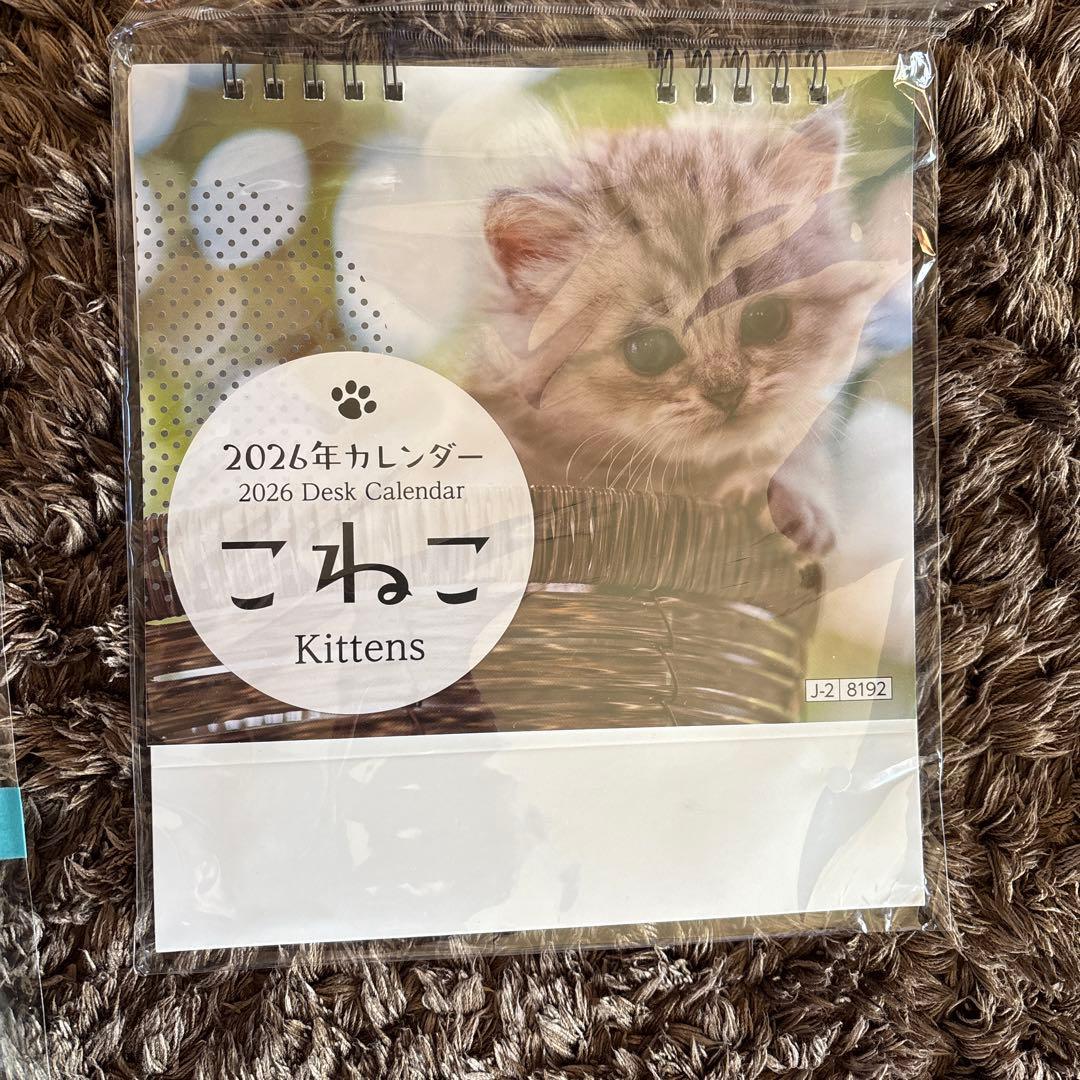 2026年カレンダー
2026 Desk Calendar
こねこ
Kittens
J-2 8192